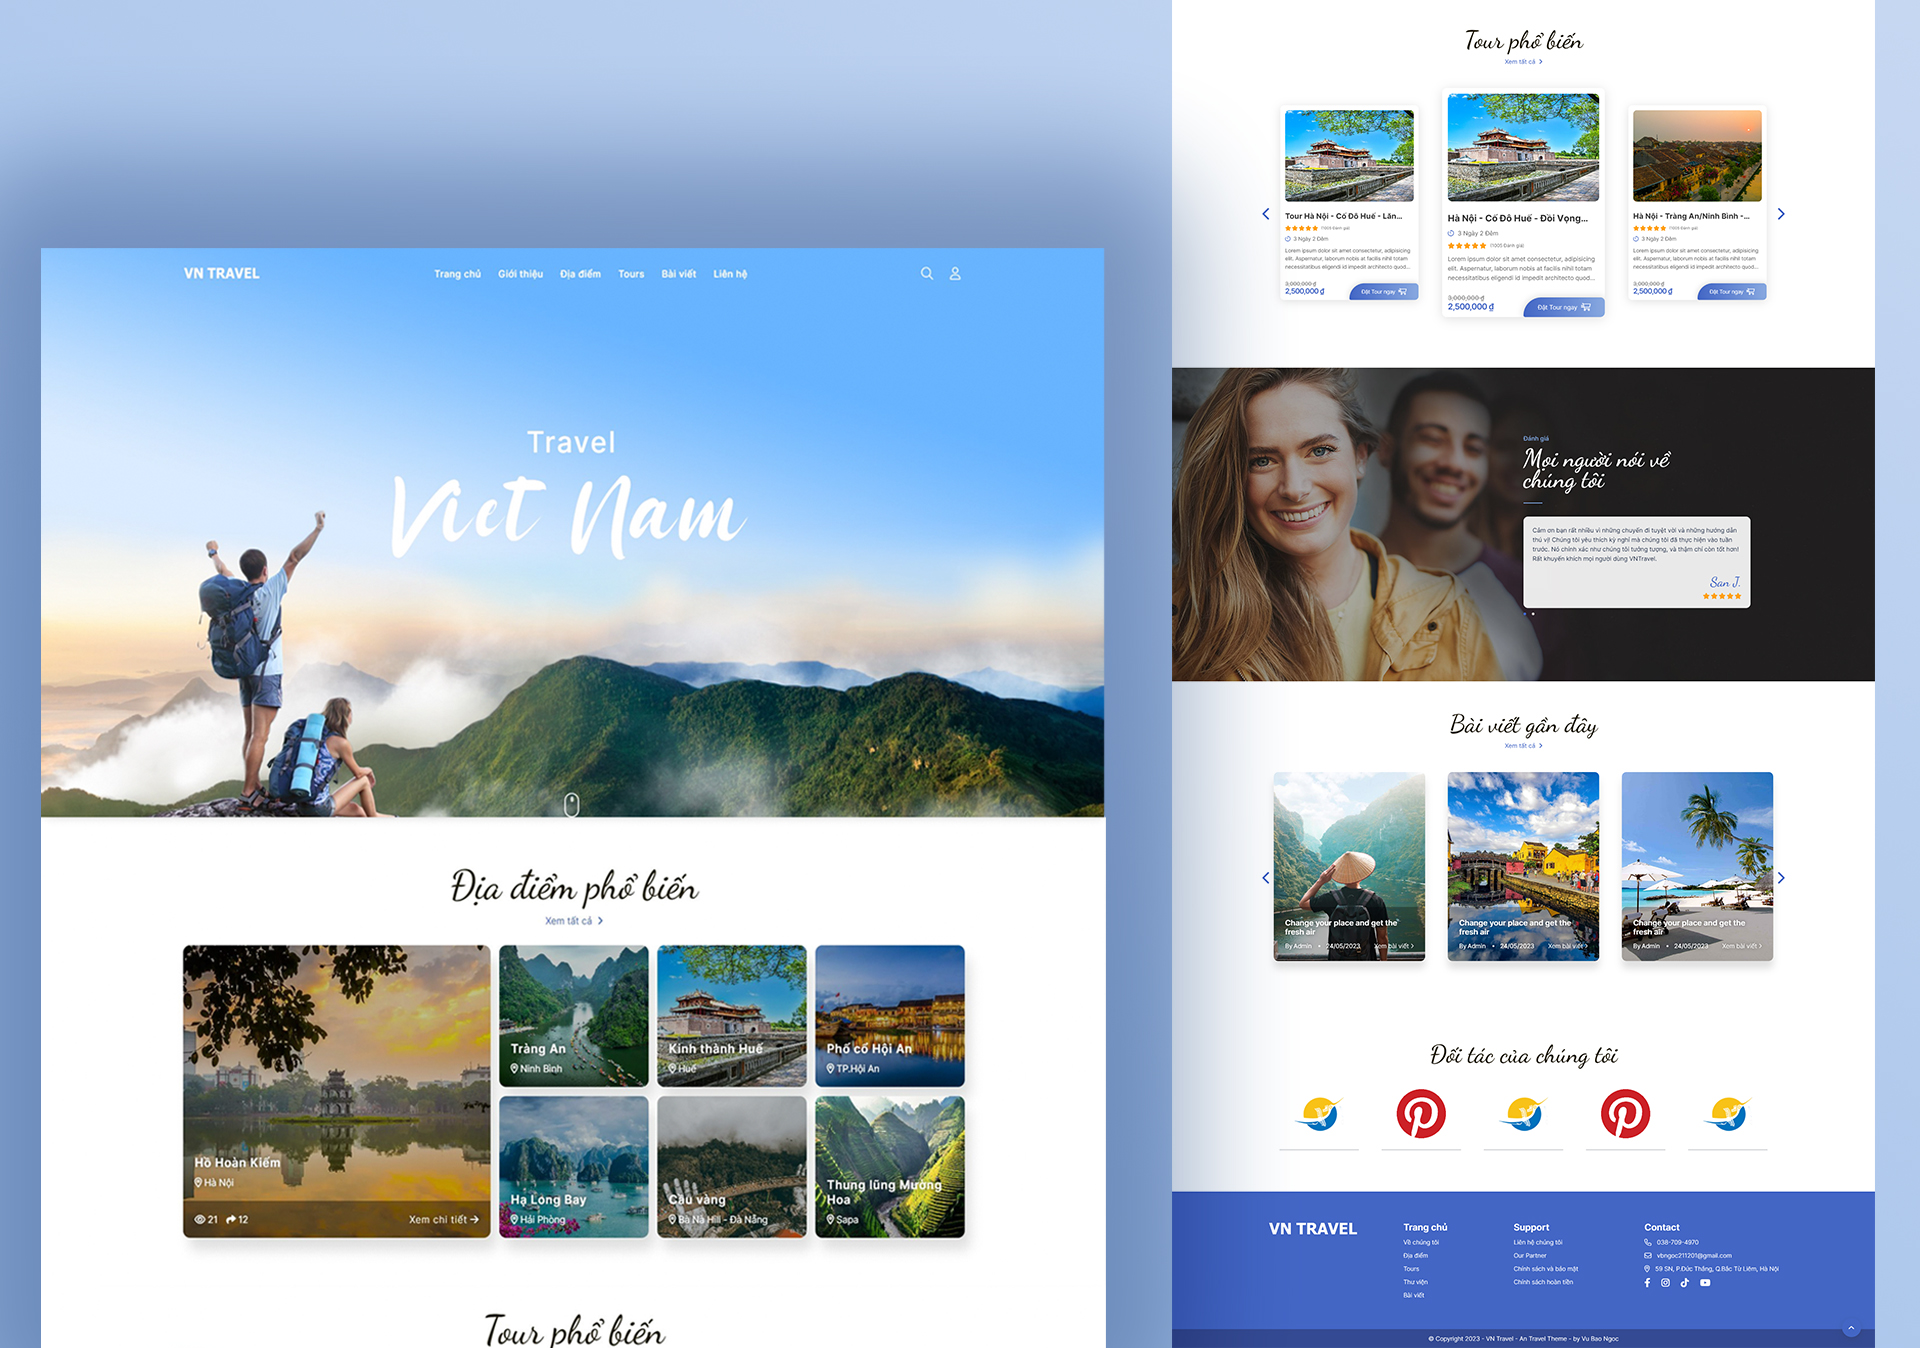 VN TRAVEL
Trang chủ Giới thiệu Địa điểm Tours Bài viết Liên hệ
Travel
Viet Nam
Địa điểm phổ biến
Xem tất cả
Hồ Hoàn Kiếm
Hà Nội
21 12 Xem chi tiết
Tràng An
Ninh Bình
Kinh thành Huế
Huế
Phố cổ Hội An
TP.Hội An
Hạ Long Bay
Hải Phòng
Cầu vàng
Bà Nà Hill - Đà Nẵng
Thung lũng Mường
Hoa
Sapa
Tour phổ biến
Tour phổ biến
Xem tất cả
Tour Hà Nội - Cố Đô Huế - Lăn...
(1005 Đánh giá)
3 Ngày 2 Đêm
Lorem ipsum dolor sit amet consectetur, adipisicing
elit. Aspernatur, laborum nobis at facilis nihil totam
necessitatibus eligendi id impedit architecto quod...
3,000,000 ₫
2,500,000 ₫
Đặt Tour ngay
Hà Nội - Cố Đô Huế - Đồi Vọng...
3 Ngày 2 Đêm
(1005 Đánh giá)
Lorem ipsum dolor sit amet consectetur, adipisicing
elit. Aspernatur, laborum nobis at facilis nihil totam
necessitatibus eligendi id impedit architecto quod...
3,000,000 ₫
2,500,000 ₫
Đặt Tour ngay
Hà Nội - Tràng An/Ninh Bình -...
(1005 Đánh giá)
3 Ngày 2 Đêm
Lorem ipsum dolor sit amet consectetur, adipisicing
elit. Aspernatur, laborum nobis at facilis nihil totam
necessitatibus eligendi id impedit architecto quod...
3,000,000 ₫
2,500,000 ₫
Đặt Tour ngay
Đánh giá
Mọi người nói về
chúng tôi
Cảm ơn bạn rất nhiều vì những chuyến đi tuyệt vời và những hướng dẫn
thú vị! Chúng tôi yêu thích kỳ nghỉ mà chúng tôi đã thực hiện vào tuần
trước. Nó chính xác như chúng tôi tưởng tượng, và thậm chí còn tốt hơn!
Rất khuyến khích mọi người dùng VNTravel.
San J.
Bài viết gần đây
Xem tất cả
Change your place and get the
fresh air
By Admin • 24/05/2023 Xem bài viết
Change your place and get the
fresh air
By Admin • 24/05/2023 Xem bài viết
Change your place and get the
fresh air
By Admin • 24/05/2023 Xem bài viết
Đối tác của chúng tôi
VN TRAVEL
Trang chủ
Về chúng tôi
Địa điểm
Tours
Thư viện
Bài viết
Support
Liên hệ chúng tôi
Our Partner
Chính sách và bảo mật
Chính sách hoàn tiền
Contact
038-709-4970
vbngoc211201@gmail.com
59 SN, P.Đức Thắng, Q.Bắc Từ Liêm, Hà Nội
© Copyright 2023 - VN Travel - An Travel Theme - by Vu Bao Ngoc